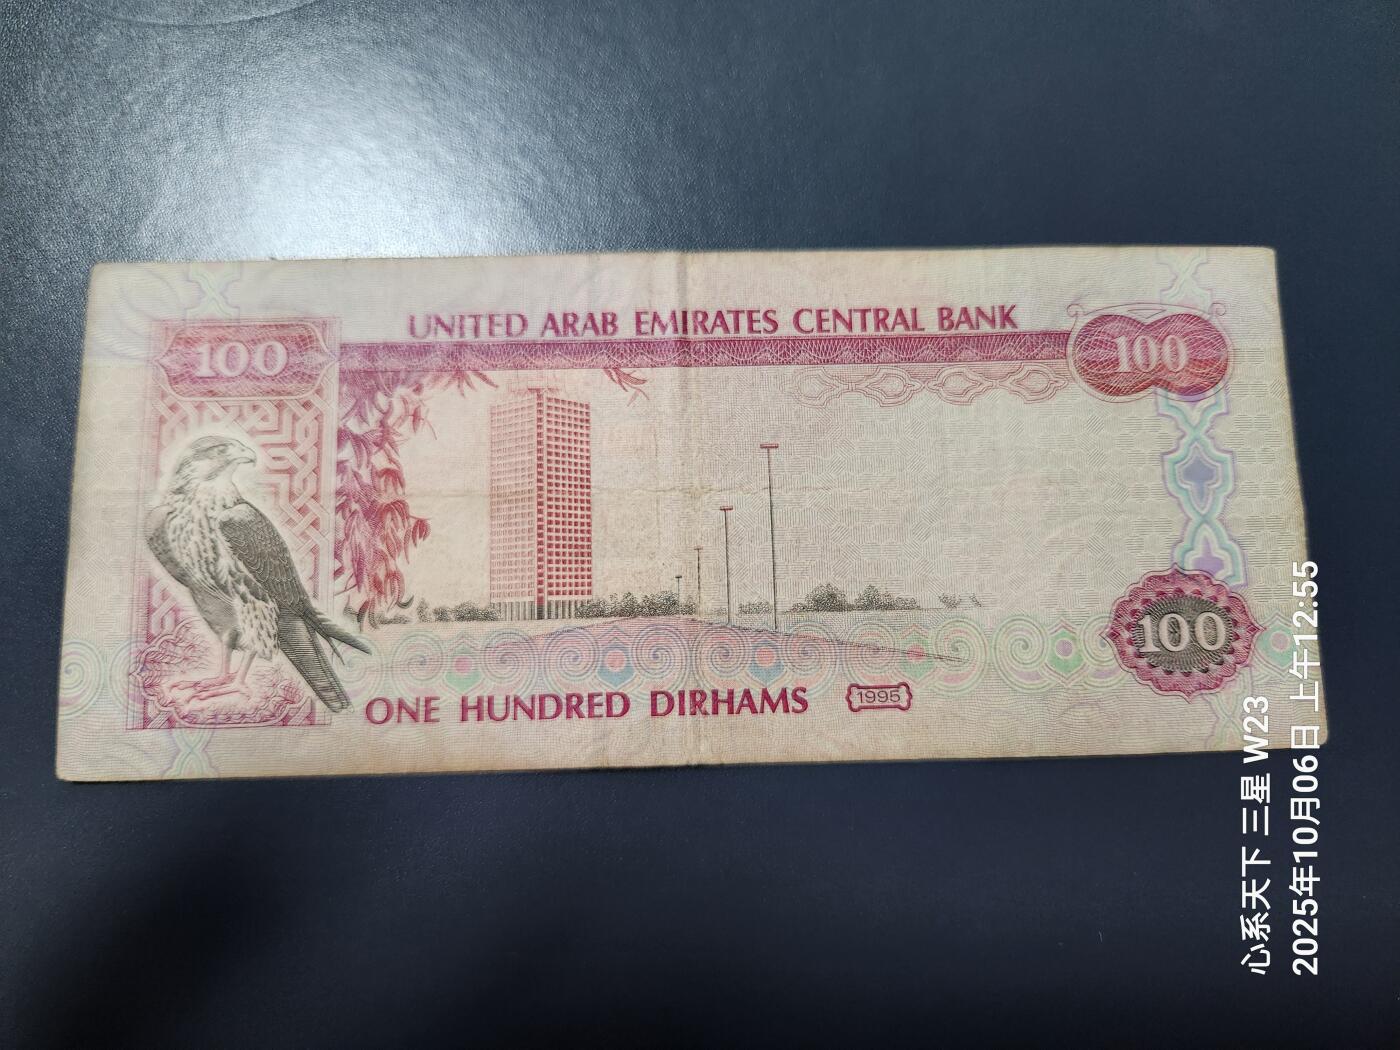 UNITED ARAB EMIRATES CENTRAL BANK
100
100
100
ONE HUNDRED DIRHAMS
1995
心系天下 三星 W23
2025年10月06日 上午12:55